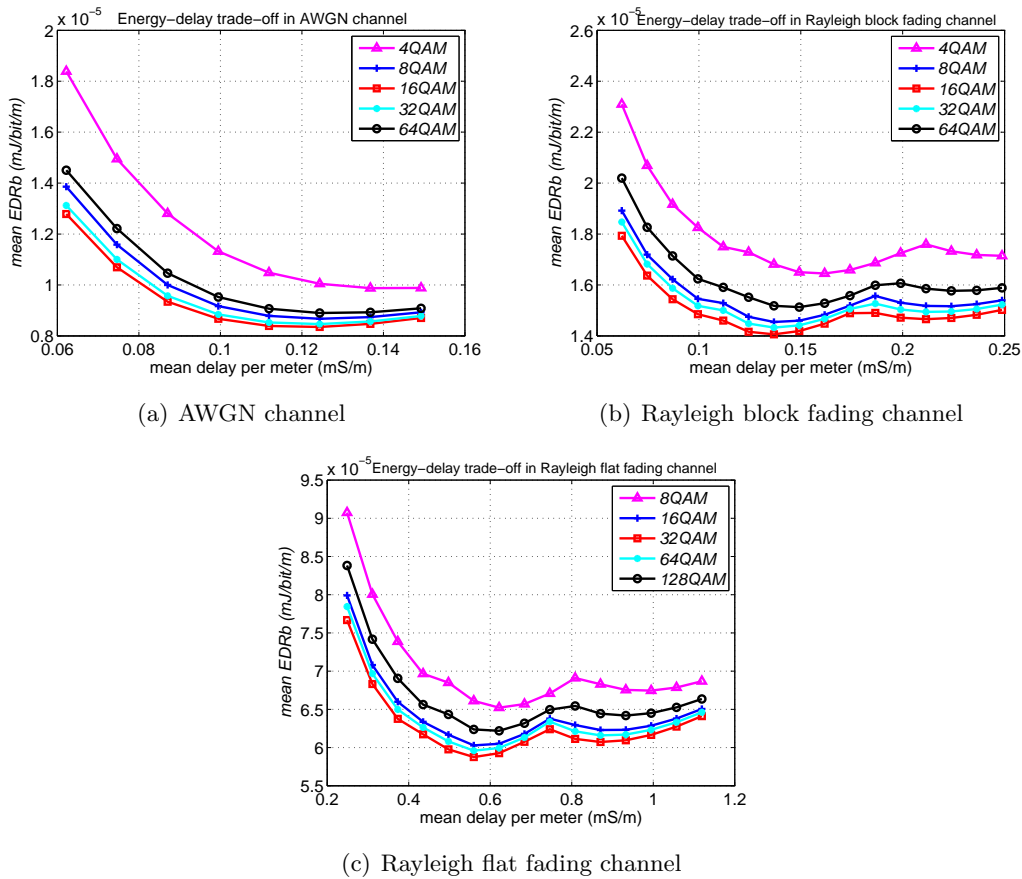 x 10⁻⁵
Energy−delay trade−off in AWGN channel
2
1.8
1.6
1.4
1.2
1
0.8
mean EDRb (mJ/bit/m)
4QAM
8QAM
16QAM
32QAM
64QAM
0.06
0.08
0.1
0.12
0.14
0.16
mean delay per meter (mS/m)
(a) AWGN channel
x 10⁻⁵
Energy−delay trade−off in Rayleigh block fading channel
2.6
2.4
2.2
2
1.8
1.6
1.4
mean EDRb (mJ/bit/m)
4QAM
8QAM
16QAM
32QAM
64QAM
0.05
0.1
0.15
0.2
0.25
mean delay per meter (mS/m)
(b) Rayleigh block fading channel
x 10⁻⁵
Energy−delay trade−off in Rayleigh flat fading channel
9.5
9
8.5
8
7.5
7
6.5
6
5.5
mean EDRb (mJ/bit/m)
8QAM
16QAM
32QAM
64QAM
128QAM
0.2
0.4
0.6
0.8
1
1.2
mean delay per meter (mS/m)
(c) Rayleigh flat fading channel